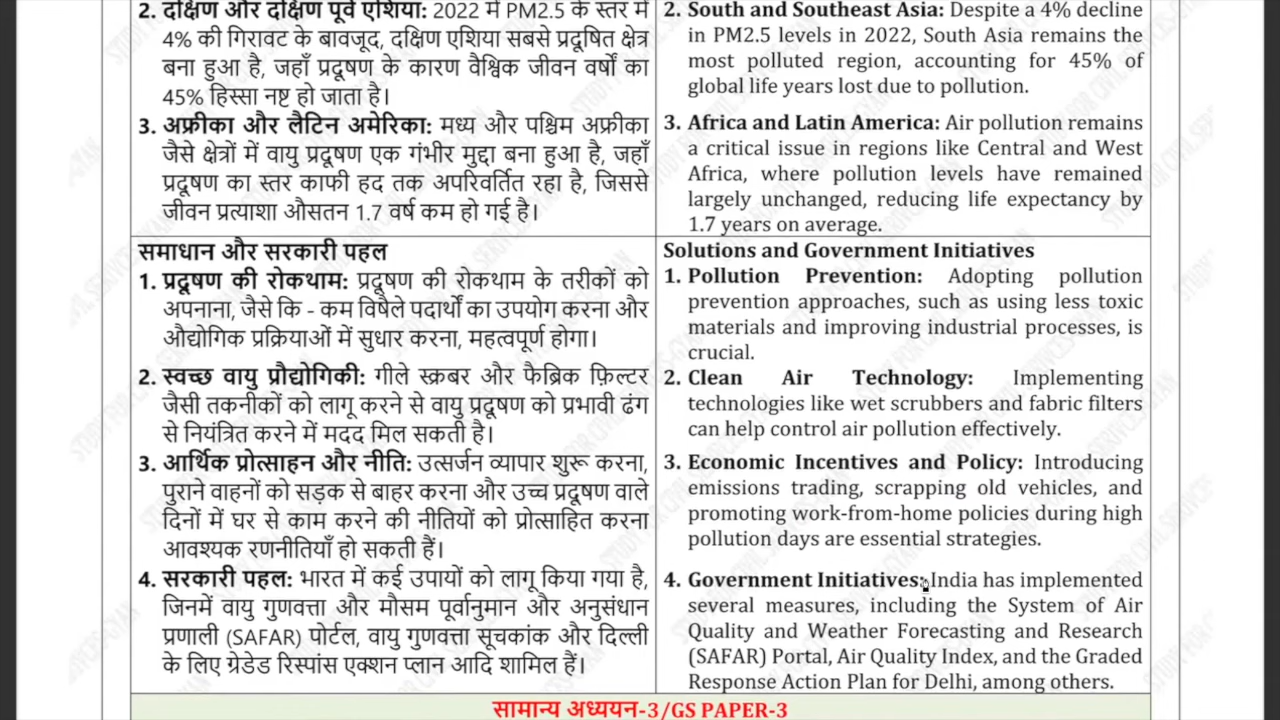 2. दक्षिण और दक्षिण पूर्व एशिया: 2022 में PM2.5 के स्तर में
4% की गिरावट के बावजूद, दक्षिण एशिया सबसे प्रदूषित क्षेत्र
बना हुआ है, जहाँ प्रदूषण के कारण वैश्विक जीवन वर्षों का
45% हिस्सा नष्ट हो जाता है।
3. अफ्रीका और लैटिन अमेरिका: मध्य और पश्चिम अफ्रीका
जैसे क्षेत्रों में वायु प्रदूषण एक गंभीर मुद्दा बना हुआ है, जहाँ
प्रदूषण का स्तर काफी हद तक अपरिवर्तित रहा है, जिससे
जीवन प्रत्याशा औसतन 1.7 वर्ष कम हो गई है।
2. South and Southeast Asia: Despite a 4% decline
in PM2.5 levels in 2022, South Asia remains the
most polluted region, accounting for 45% of
global life years lost due to pollution.
3. Africa and Latin America: Air pollution remains
a critical issue in regions like Central and West
Africa, where pollution levels have remained
largely unchanged, reducing life expectancy by
1.7 years on average.
समाधान और सरकारी पहल
1. प्रदूषण की रोकथाम: प्रदूषण की रोकथाम के तरीकों को
अपनाना, जैसे कि - कम विषैले पदार्थों का उपयोग करना और
औद्योगिक प्रक्रियाओं में सुधार करना, महत्वपूर्ण होगा।
2. स्वच्छ वायु प्रौद्योगिकी: गीले स्क्रबर और फैब्रिक फ़िल्टर
जैसी तकनीकों को लागू करने से वायु प्रदूषण को प्रभावी ढंग
से नियंत्रित करने में मदद मिल सकती है।
3. आर्थिक प्रोत्साहन और नीति: उत्सर्जन व्यापार शुरू करना,
पुराने वाहनों को सड़क से बाहर करना और उच्च प्रदूषण वाले
दिनों में घर से काम करने की नीतियों को प्रोत्साहित करना
आवश्यक रणनीतियाँ हो सकती हैं।
4. सरकारी पहल: भारत में कई उपायों को लागू किया गया है,
जिनमें वायु गुणवत्ता और मौसम पूर्वानुमान और अनुसंधान
प्रणाली (SAFAR) पोर्टल, वायु गुणवत्ता सूचकांक और दिल्ली
के लिए ग्रेडेड रिस्पांस एक्शन प्लान आदि शामिल हैं।
Solutions and Government Initiatives
1. Pollution Prevention: Adopting pollution
prevention approaches, such as using less toxic
materials and improving industrial processes, is
crucial.
2. Clean Air Technology: Implementing
technologies like wet scrubbers and fabric filters
can help control air pollution effectively.
3. Economic Incentives and Policy: Introducing
emissions trading, scrapping old vehicles, and
promoting work-from-home policies during high
pollution days are essential strategies.
4. Government Initiatives: India has implemented
several measures, including the System of Air
Quality and Weather Forecasting and Research
(SAFAR) Portal, Air Quality Index, and the Graded
Response Action Plan for Delhi, among others.
सामान्य अध्ययन-3/GS PAPER-3